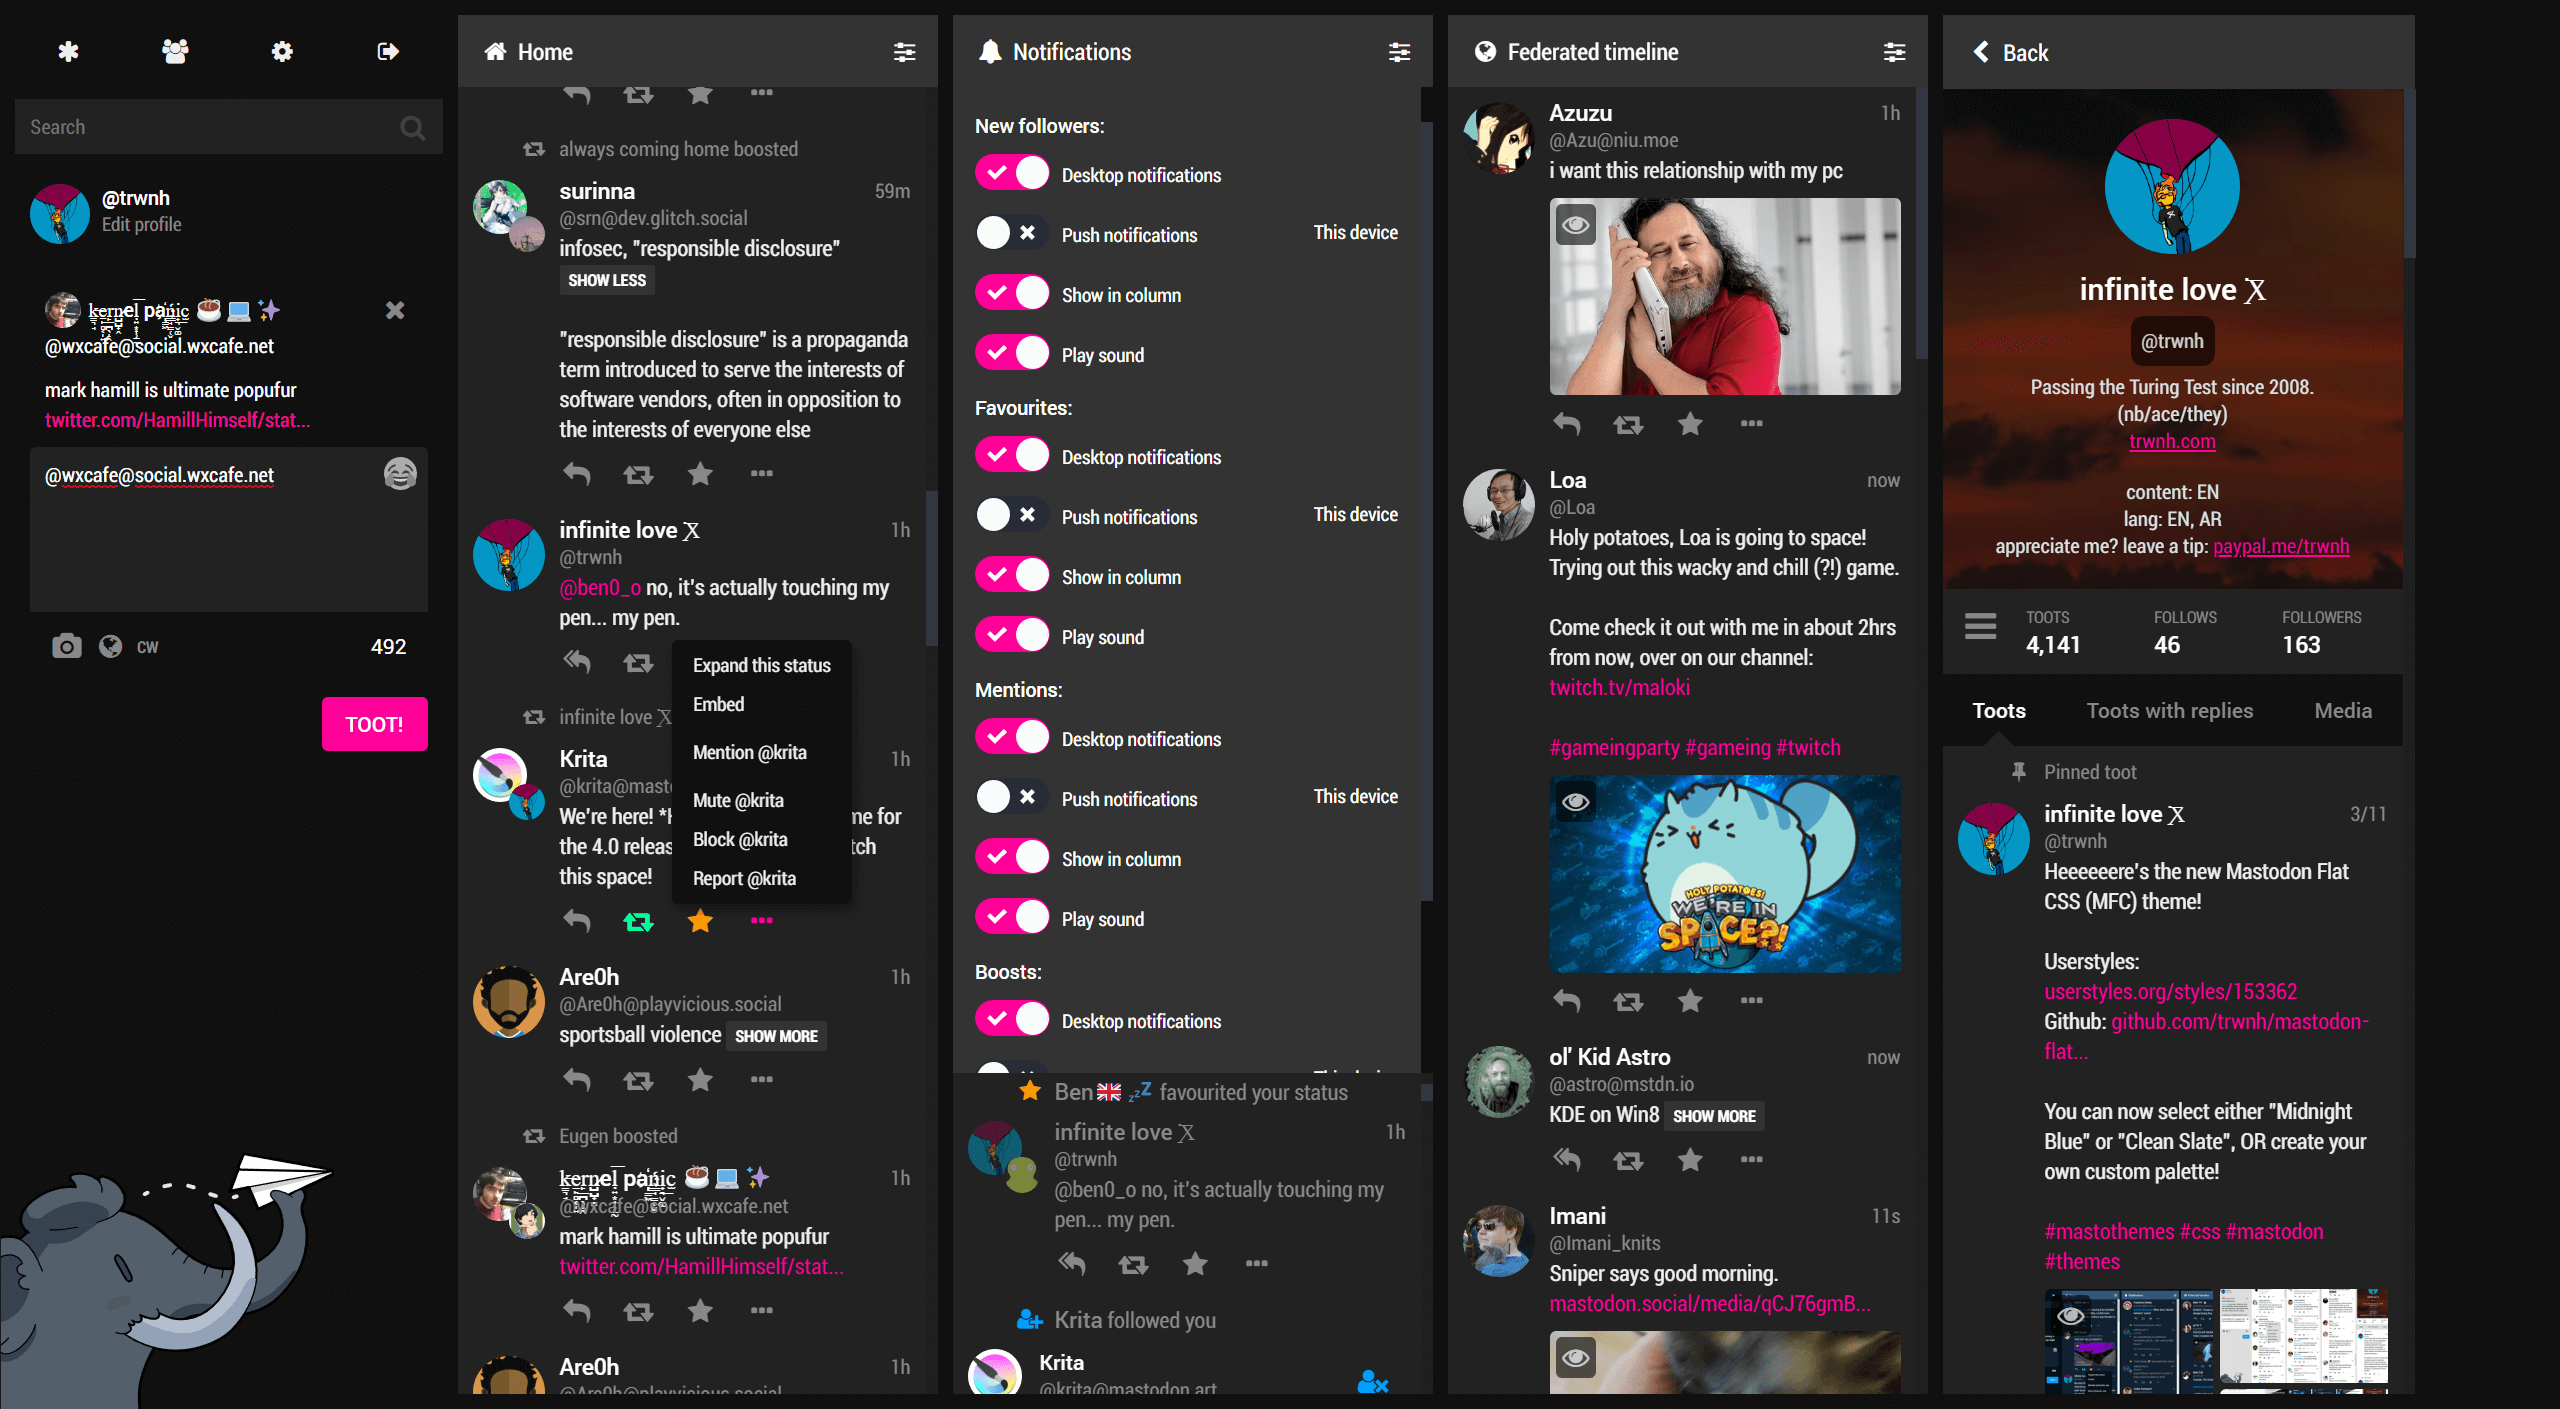 Search
@trwnh
Edit profile
kernel panic
@wxcafe@social.wxcafe.net
mark hamill is ultimate popufur
twitter.com/HamillHimself/stat...
@wxcafe@social.wxcafe.net
CW
492
TOOT!
Home
always coming home boosted
surinna 59m
@srn@dev.glitch.social
infosec, "responsible disclosure"
SHOW LESS
"responsible disclosure" is a propaganda
term introduced to serve the interests of
software vendors, often in opposition to
the interests of everyone else
infinite love 𝕏 1h
@trwnh
@ben0_o no, it's actually touching my
pen... my pen.
infinite love 𝕏
Krita 1h
@krita@mast
We're here! *
me for
the 4.0 releas
tch
this space!
Expand this status
Embed
Mention @krita
Mute @krita
Block @krita
Report @krita
Are0h 1h
@Are0h@playvicious.social
sportsball violence SHOW MORE
Eugen boosted
kernel panic 1h
@wxcafe@social.wxcafe.net
mark hamill is ultimate popufur
twitter.com/HamillHimself/stat...
Are0h 1h
@Are0h@playvicious.social
Notifications
New followers:
Desktop notifications
Push notifications This device
Show in column
Play sound
Favourites:
Desktop notifications
Push notifications This device
Show in column
Play sound
Mentions:
Desktop notifications
Push notifications This device
Show in column
Play sound
Boosts:
Desktop notifications
This device
Ben🇬🇧 💤 favourited your status
infinite love 𝕏 1h
@trwnh
@ben0_o no, it's actually touching my
pen... my pen.
Krita followed you
Krita
@krita@mastodon.art
Federated timeline
Azuzu 1h
@Azu@niu.moe
i want this relationship with my pc
Loa now
@Loa
Holy potatoes, Loa is going to space!
Trying out this wacky and chill (?!) game.
Come check it out with me in about 2hrs
from now, over on our channel:
twitch.tv/maloki
#gameingparty #gameing #twitch
HOLY POTATOES!
WE'RE IN
SPACE?!
ol' Kid Astro now
@astro@mstdn.io
KDE on Win8 SHOW MORE
Imani 11s
@Imani_knits
Sniper says good morning.
mastodon.social/media/qCJ76gmB...
Back
infinite love 𝕏
@trwnh
Passing the Turing Test since 2008.
(nb/ace/they)
trwnh.com
content: EN
lang: EN, AR
appreciate me? leave a tip: paypal.me/trwnh
TOOTS FOLLOWS FOLLOWERS
4,141 46 163
Toots Toots with replies Media
Pinned toot
infinite love 𝕏 3/11
@trwnh
Heeeeeere's the new Mastodon Flat
CSS (MFC) theme!
Userstyles:
userstyles.org/styles/153362
Github: github.com/trwnh/mastodon-
flat...
You can now select either "Midnight
Blue" or "Clean Slate", OR create your
own custom palette!
#mastothemes #css #mastodon
#themes